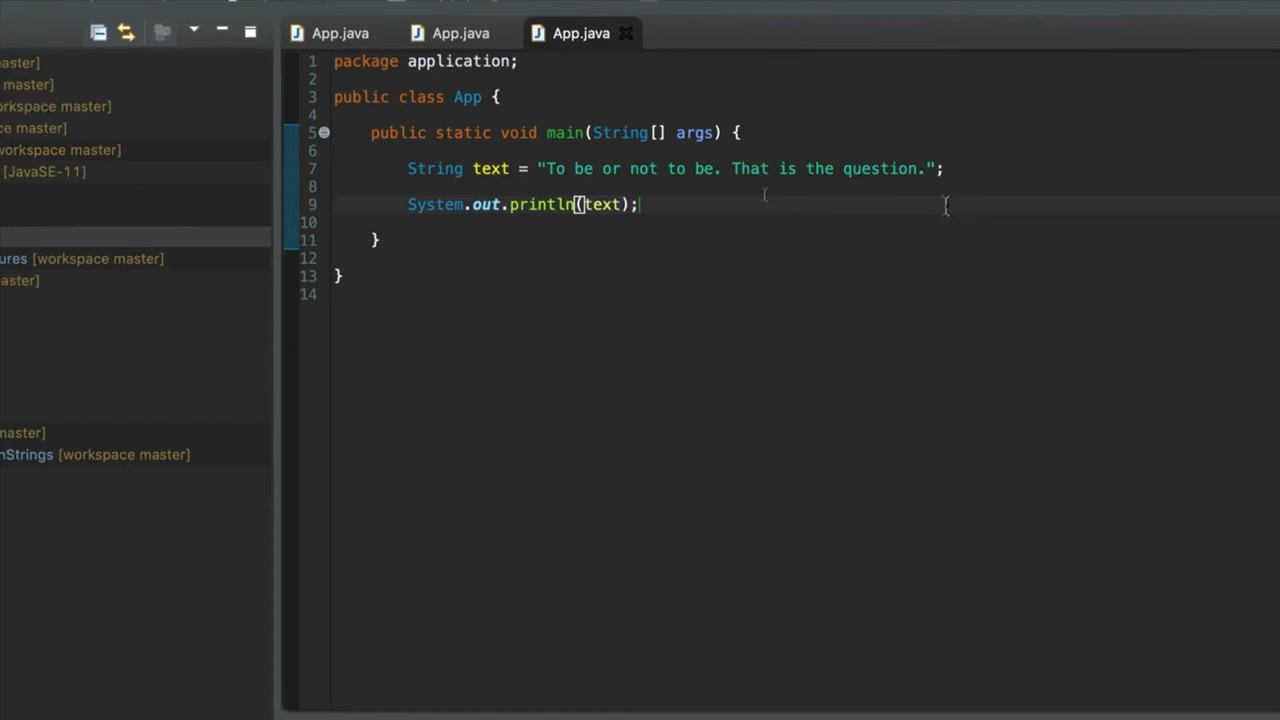 App.java
App.java
App.java
aster]
master]
orkspace master]
ce master]
workspace master]
[JavaSE-11]
ures [workspace master]
aster]
master]
nStrings [workspace master]
1 package application;
2
3 public class App {
4
5 public static void main(String[] args) {
6
7 String text = "To be or not to be. That is the question.";
8
9 System.out.println(text);
10
11 }
12
13 }
14